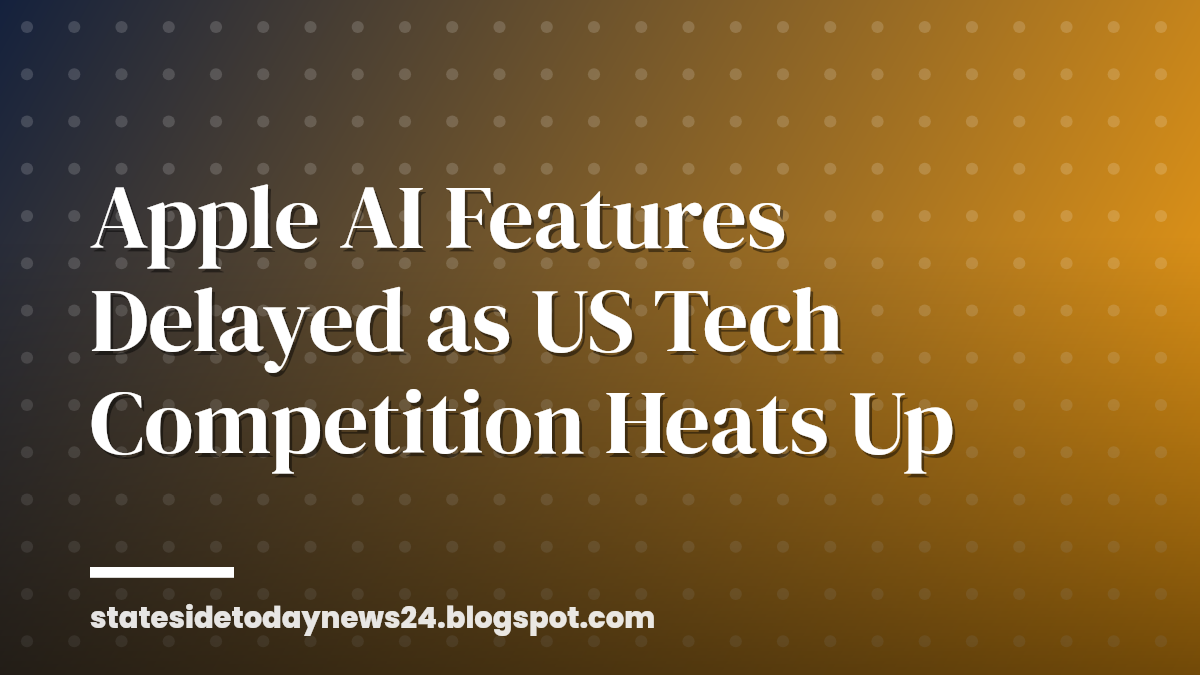 Apple AI Features
Delayed as US Tech
Competition Heats Up
statesidetodaynews24.blogspot.com